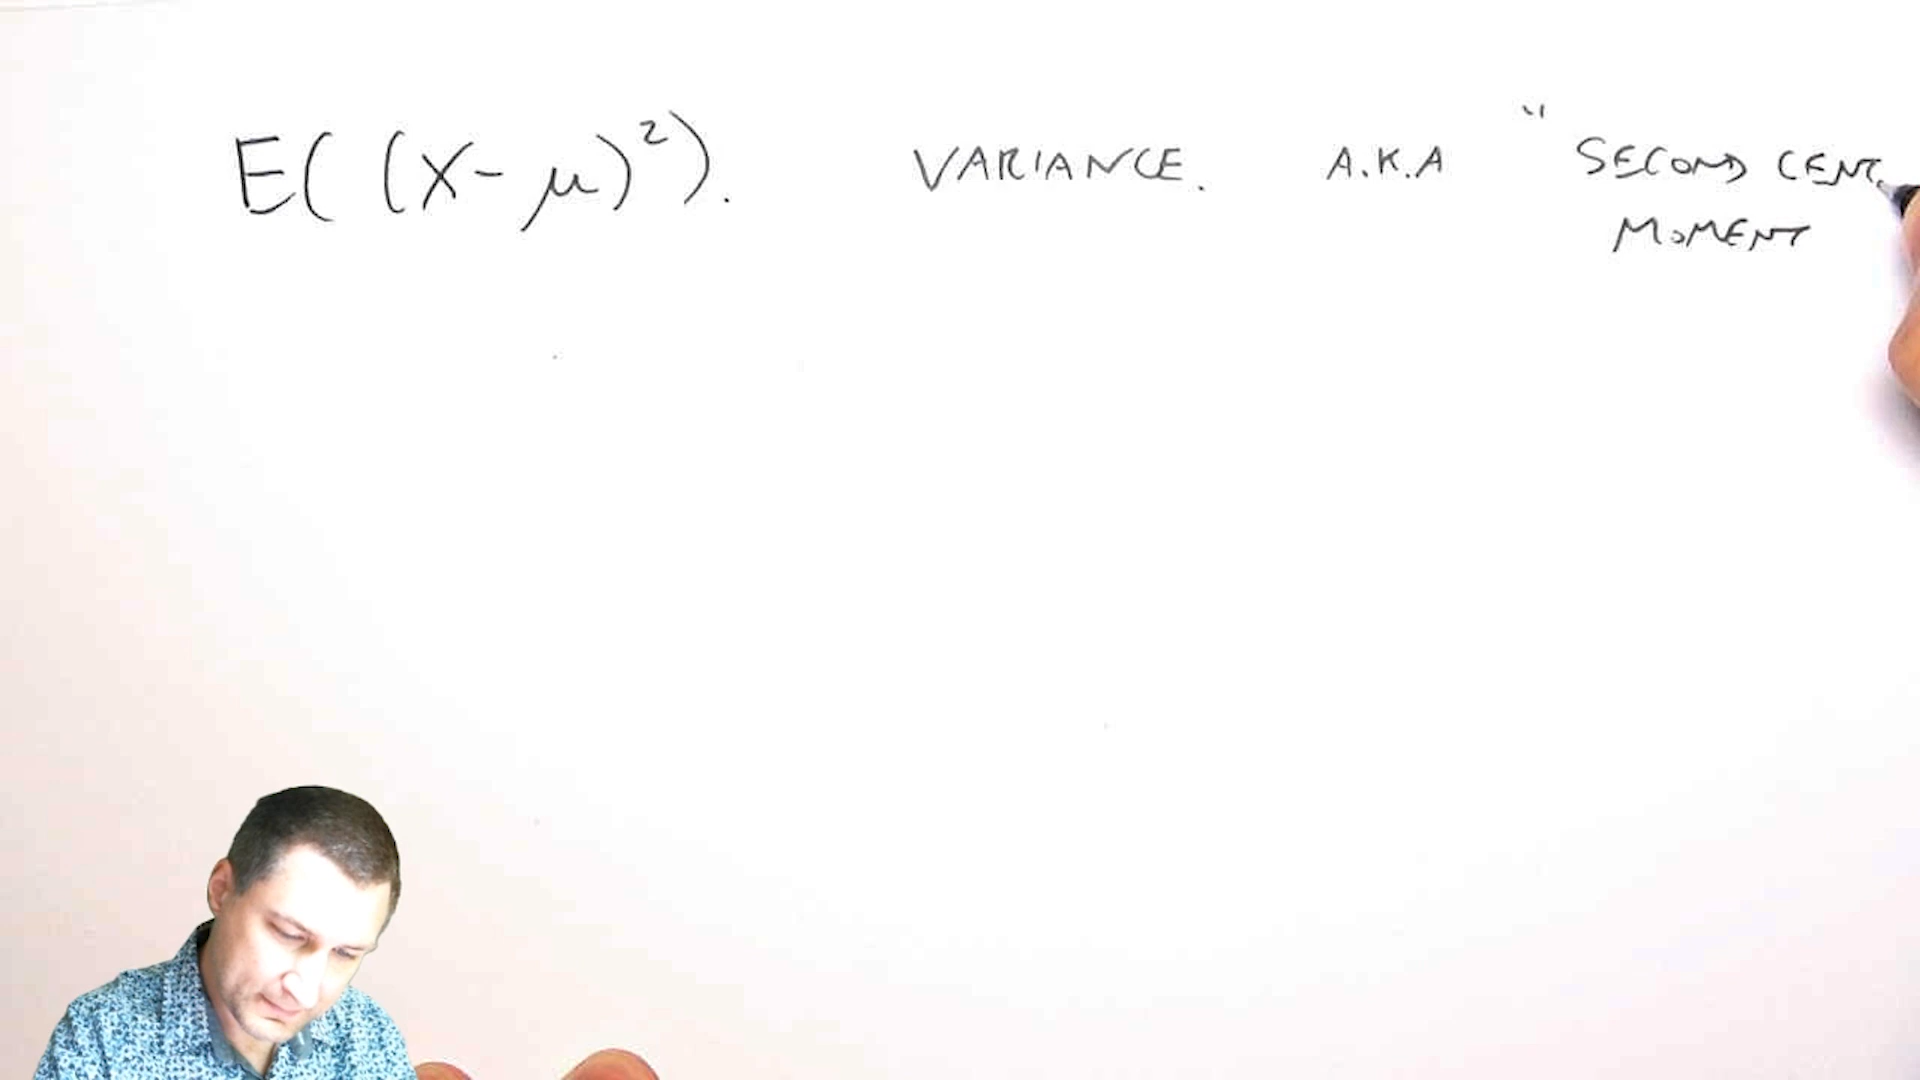 E( (X-μ)²). VARIANCE. A.K.A " SECOND CENT.
MOMENT